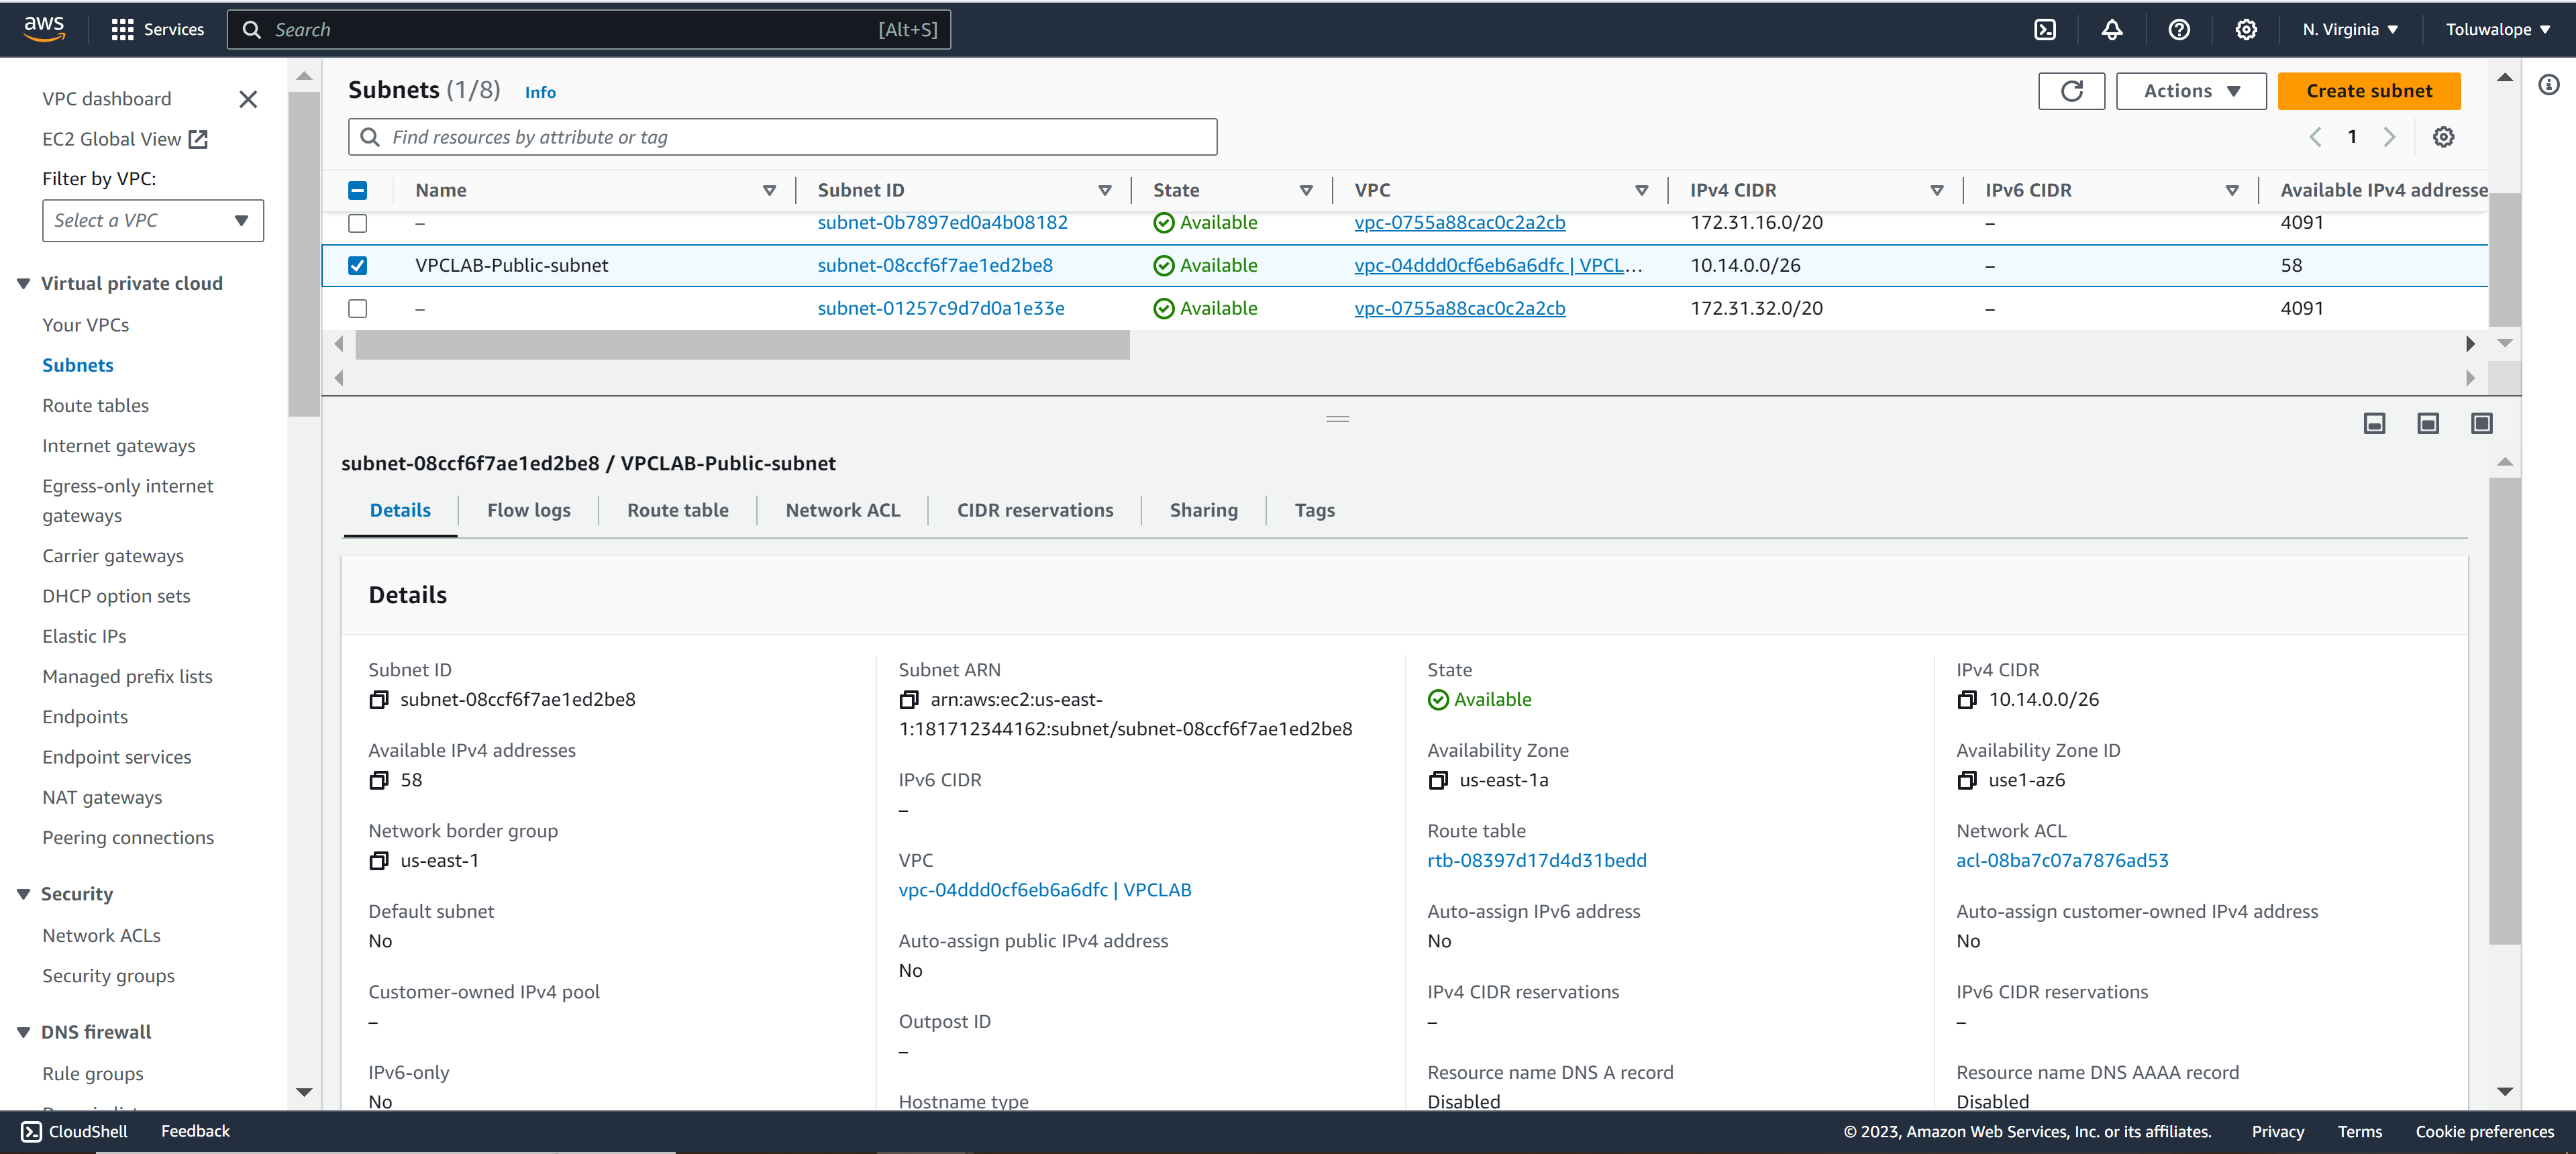 aws
Services
Search
[Alt+S]
N. Virginia
Toluwalope
VPC dashboard
EC2 Global View
Filter by VPC:
Select a VPC
Virtual private cloud
Your VPCs
Subnets
Route tables
Internet gateways
Egress-only internet
gateways
Carrier gateways
DHCP option sets
Elastic IPs
Managed prefix lists
Endpoints
Endpoint services
NAT gateways
Peering connections
Security
Network ACLs
Security groups
DNS firewall
Rule groups
Subnets (1/8) Info
Actions
Create subnet
Find resources by attribute or tag
1
Name Subnet ID State VPC IPv4 CIDR IPv6 CIDR Available IPv4 addresse
– subnet-0b7897ed0a4b08182 Available vpc-0755a88cac0c2a2cb 172.31.16.0/20 – 4091
VPCLAB-Public-subnet subnet-08ccf6f7ae1ed2be8 Available vpc-04ddd0cf6eb6a6dfc | VPCL... 10.14.0.0/26 – 58
– subnet-01257c9d7d0a1e33e Available vpc-0755a88cac0c2a2cb 172.31.32.0/20 – 4091
subnet-08ccf6f7ae1ed2be8 / VPCLAB-Public-subnet
Details Flow logs Route table Network ACL CIDR reservations Sharing Tags
Details
Subnet ID
subnet-08ccf6f7ae1ed2be8
Available IPv4 addresses
58
Network border group
us-east-1
Default subnet
No
Customer-owned IPv4 pool
–
IPv6-only
No
Subnet ARN
arn:aws:ec2:us-east-
1:181712344162:subnet/subnet-08ccf6f7ae1ed2be8
IPv6 CIDR
–
VPC
vpc-04ddd0cf6eb6a6dfc | VPCLAB
Auto-assign public IPv4 address
No
Outpost ID
–
Hostname type
State
Available
Availability Zone
us-east-1a
Route table
rtb-08397d17d4d31bedd
Auto-assign IPv6 address
No
IPv4 CIDR reservations
–
Resource name DNS A record
Disabled
IPv4 CIDR
10.14.0.0/26
Availability Zone ID
use1-az6
Network ACL
acl-08ba7c07a7876ad53
Auto-assign customer-owned IPv4 address
No
IPv6 CIDR reservations
–
Resource name DNS AAAA record
Disabled
CloudShell
Feedback
© 2023, Amazon Web Services, Inc. or its affiliates.
Privacy
Terms
Cookie preferences